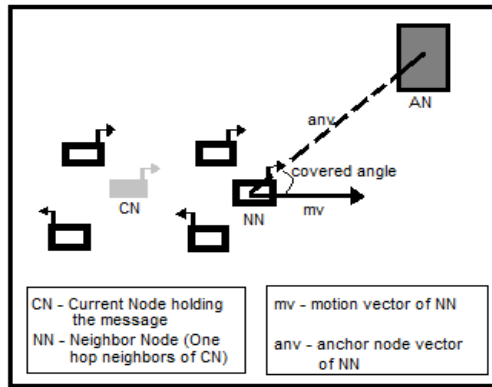 AN
anv
covered angle
CN
NN
mv
CN - Current Node holding
the message
NN - Neighbor Node (One
hop neighbors of CN)
mv - motion vector of NN
anv - anchor node vector
of NN